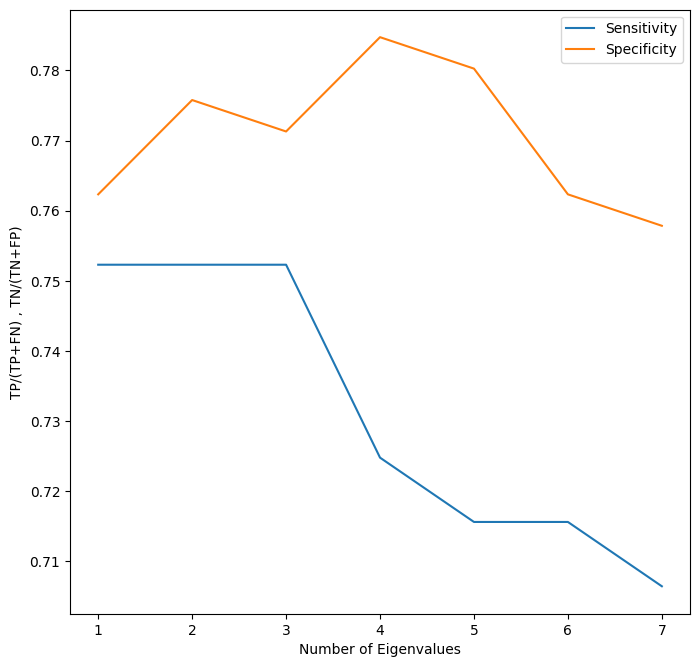 Sensitivity
Specificity
0.78
0.77
0.76
0.75
0.74
0.73
0.72
0.71
TP/(TP+FN) , TN/(TN+FP)
1 2 3 4 5 6 7
Number of Eigenvalues